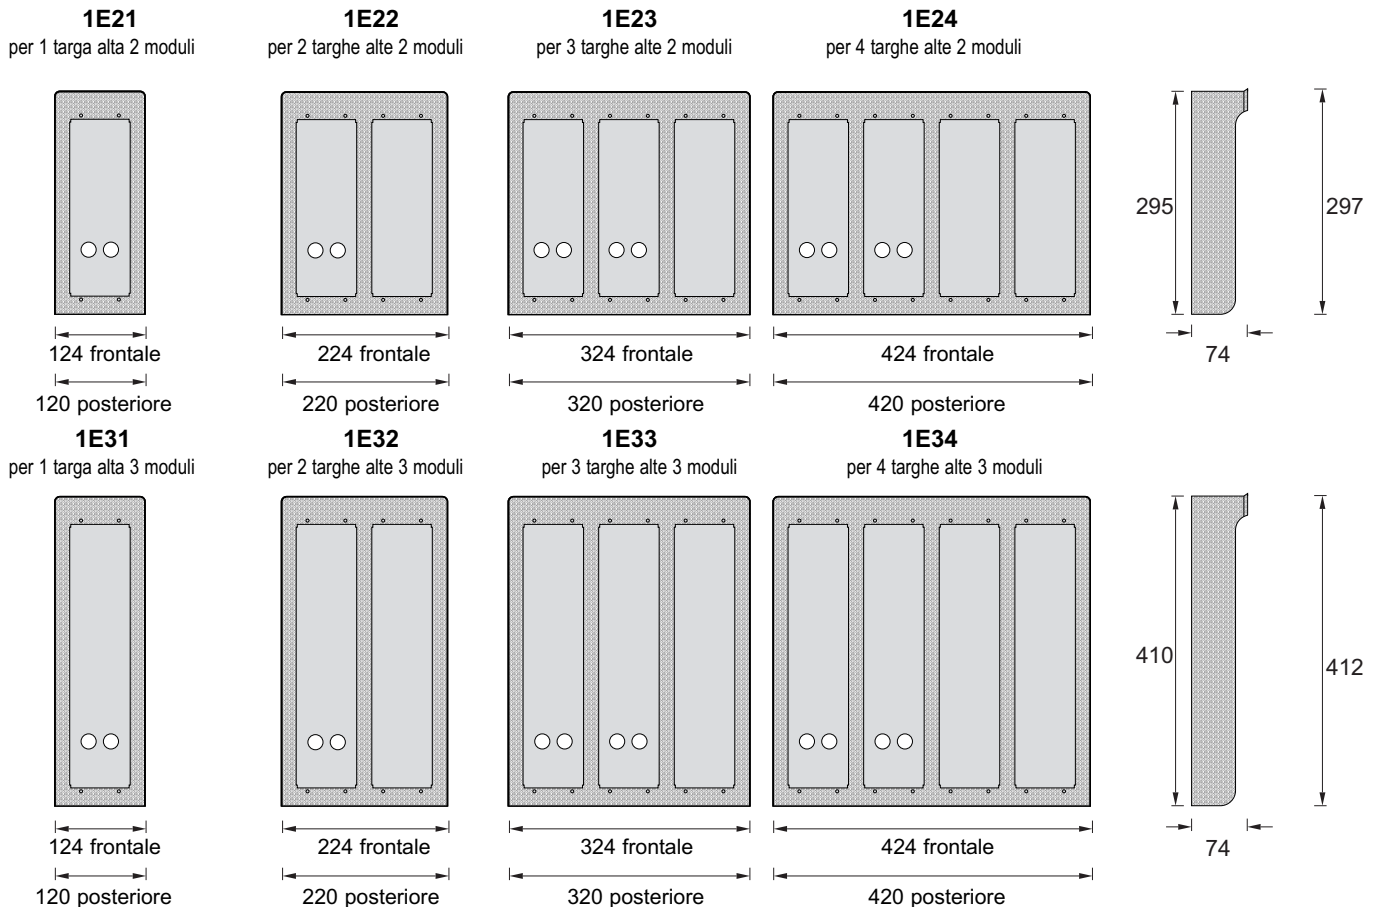 1E21
per 1 targa alta 2 moduli
1E22
per 2 targhe alte 2 moduli
1E23
per 3 targhe alte 2 moduli
1E24
per 4 targhe alte 2 moduli
295
297
124 frontale
224 frontale
324 frontale
424 frontale
74
120 posteriore
220 posteriore
320 posteriore
420 posteriore
1E31
per 1 targa alta 3 moduli
1E32
per 2 targhe alte 3 moduli
1E33
per 3 targhe alte 3 moduli
1E34
per 4 targhe alte 3 moduli
410
412
124 frontale
224 frontale
324 frontale
424 frontale
74
120 posteriore
220 posteriore
320 posteriore
420 posteriore